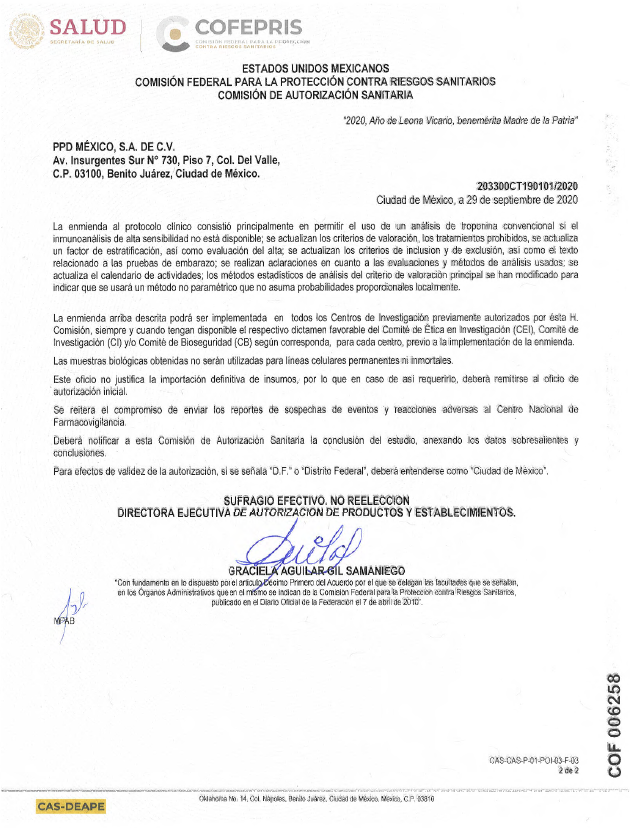 SALUD
SECRETARÍA DE SALUD
COFEPRIS
COMISIÓN FEDERAL PARA LA PROTECCIÓN
CONTRA RIESGOS SANITARIOS
ESTADOS UNIDOS MEXICANOS
COMISIÓN FEDERAL PARA LA PROTECCIÓN CONTRA RIESGOS SANITARIOS
COMISIÓN DE AUTORIZACIÓN SANITARIA
"2020, Año de Leona Vicario, benemérita Madre de la Patria"
PPD MÉXICO, S.A. DE C.V.
Av. Insurgentes Sur N° 730, Piso 7, Col. Del Valle,
C.P. 03100, Benito Juárez, Ciudad de México.
203300CT190101/2020
Ciudad de México, a 29 de septiembre de 2020
La enmienda al protocolo clínico consistió principalmente en permitir el uso de un análisis de troponina convencional si el
inmunoanálisis de alta sensibilidad no está disponible; se actualizan los criterios de valoración, los tratamientos prohibidos, se actualiza
un factor de estratificación, así como evaluación del alta; se actualizan los criterios de inclusion y de exclusión, así como el texto
relacionado a las pruebas de embarazo; se realizan aclaraciones en cuanto a las evaluaciones y métodos de análisis usados; se
actualiza el calendario de actividades; los métodos estadísticos de análisis del criterio de valoración principal se han modificado para
indicar que se usará un método no paramétrico que no asuma probabilidades proporcionales localmente.
La enmienda arriba descrita podrá ser implementada en todos los Centros de Investigación previamente autorizados por ésta H.
Comisión, siempre y cuando tengan disponible el respectivo dictamen favorable del Comité de Ética en Investigación (CEI), Comité de
Investigación (CI) y/o Comité de Bioseguridad (CB) según corresponda, para cada centro, previo a la implementación de la enmienda.
Las muestras biológicas obtenidas no serán utilizadas para líneas celulares permanentes ni inmortales.
Este oficio no justifica la importación definitiva de insumos, por lo que en caso de así requerirlo, deberá remitirse al oficio de
autorización inicial.
Se reitera el compromiso de enviar los reportes de sospechas de eventos y reacciones adversas al Centro Nacional de
Farmacovigilancia.
Deberá notificar a esta Comisión de Autorización Sanitaria la conclusión del estudio, anexando los datos sobresalientes y
conclusiones.
Para efectos de validez de la autorización, si se señala "D.F." o "Distrito Federal", deberá entenderse como "Ciudad de México".
SUFRAGIO EFECTIVO. NO REELECCION
DIRECTORA EJECUTIVA DE AUTORIZACION DE PRODUCTOS Y ESTABLECIMIENTOS.
GRACIELA AGUILAR GIL SAMANIEGO
"Con fundamento en lo dispuesto por el artículo Décimo Primero del Acuerdo por el que se delegan las facultades que se señalan,
en los Órganos Administrativos que en el mismo se indican de la Comisión Federal para la Protección contra Riesgos Sanitarios,
publicado en el Diario Oficial de la Federación el 7 de abril de 2010".
MPAB
COF 006258
CAS-CAS-P-01-POI-03-F-03
2 de 2
Oklahoma No. 14, Col. Nápoles, Benito Juárez, Ciudad de México, México, C.P. 03810
CAS-DEAPE